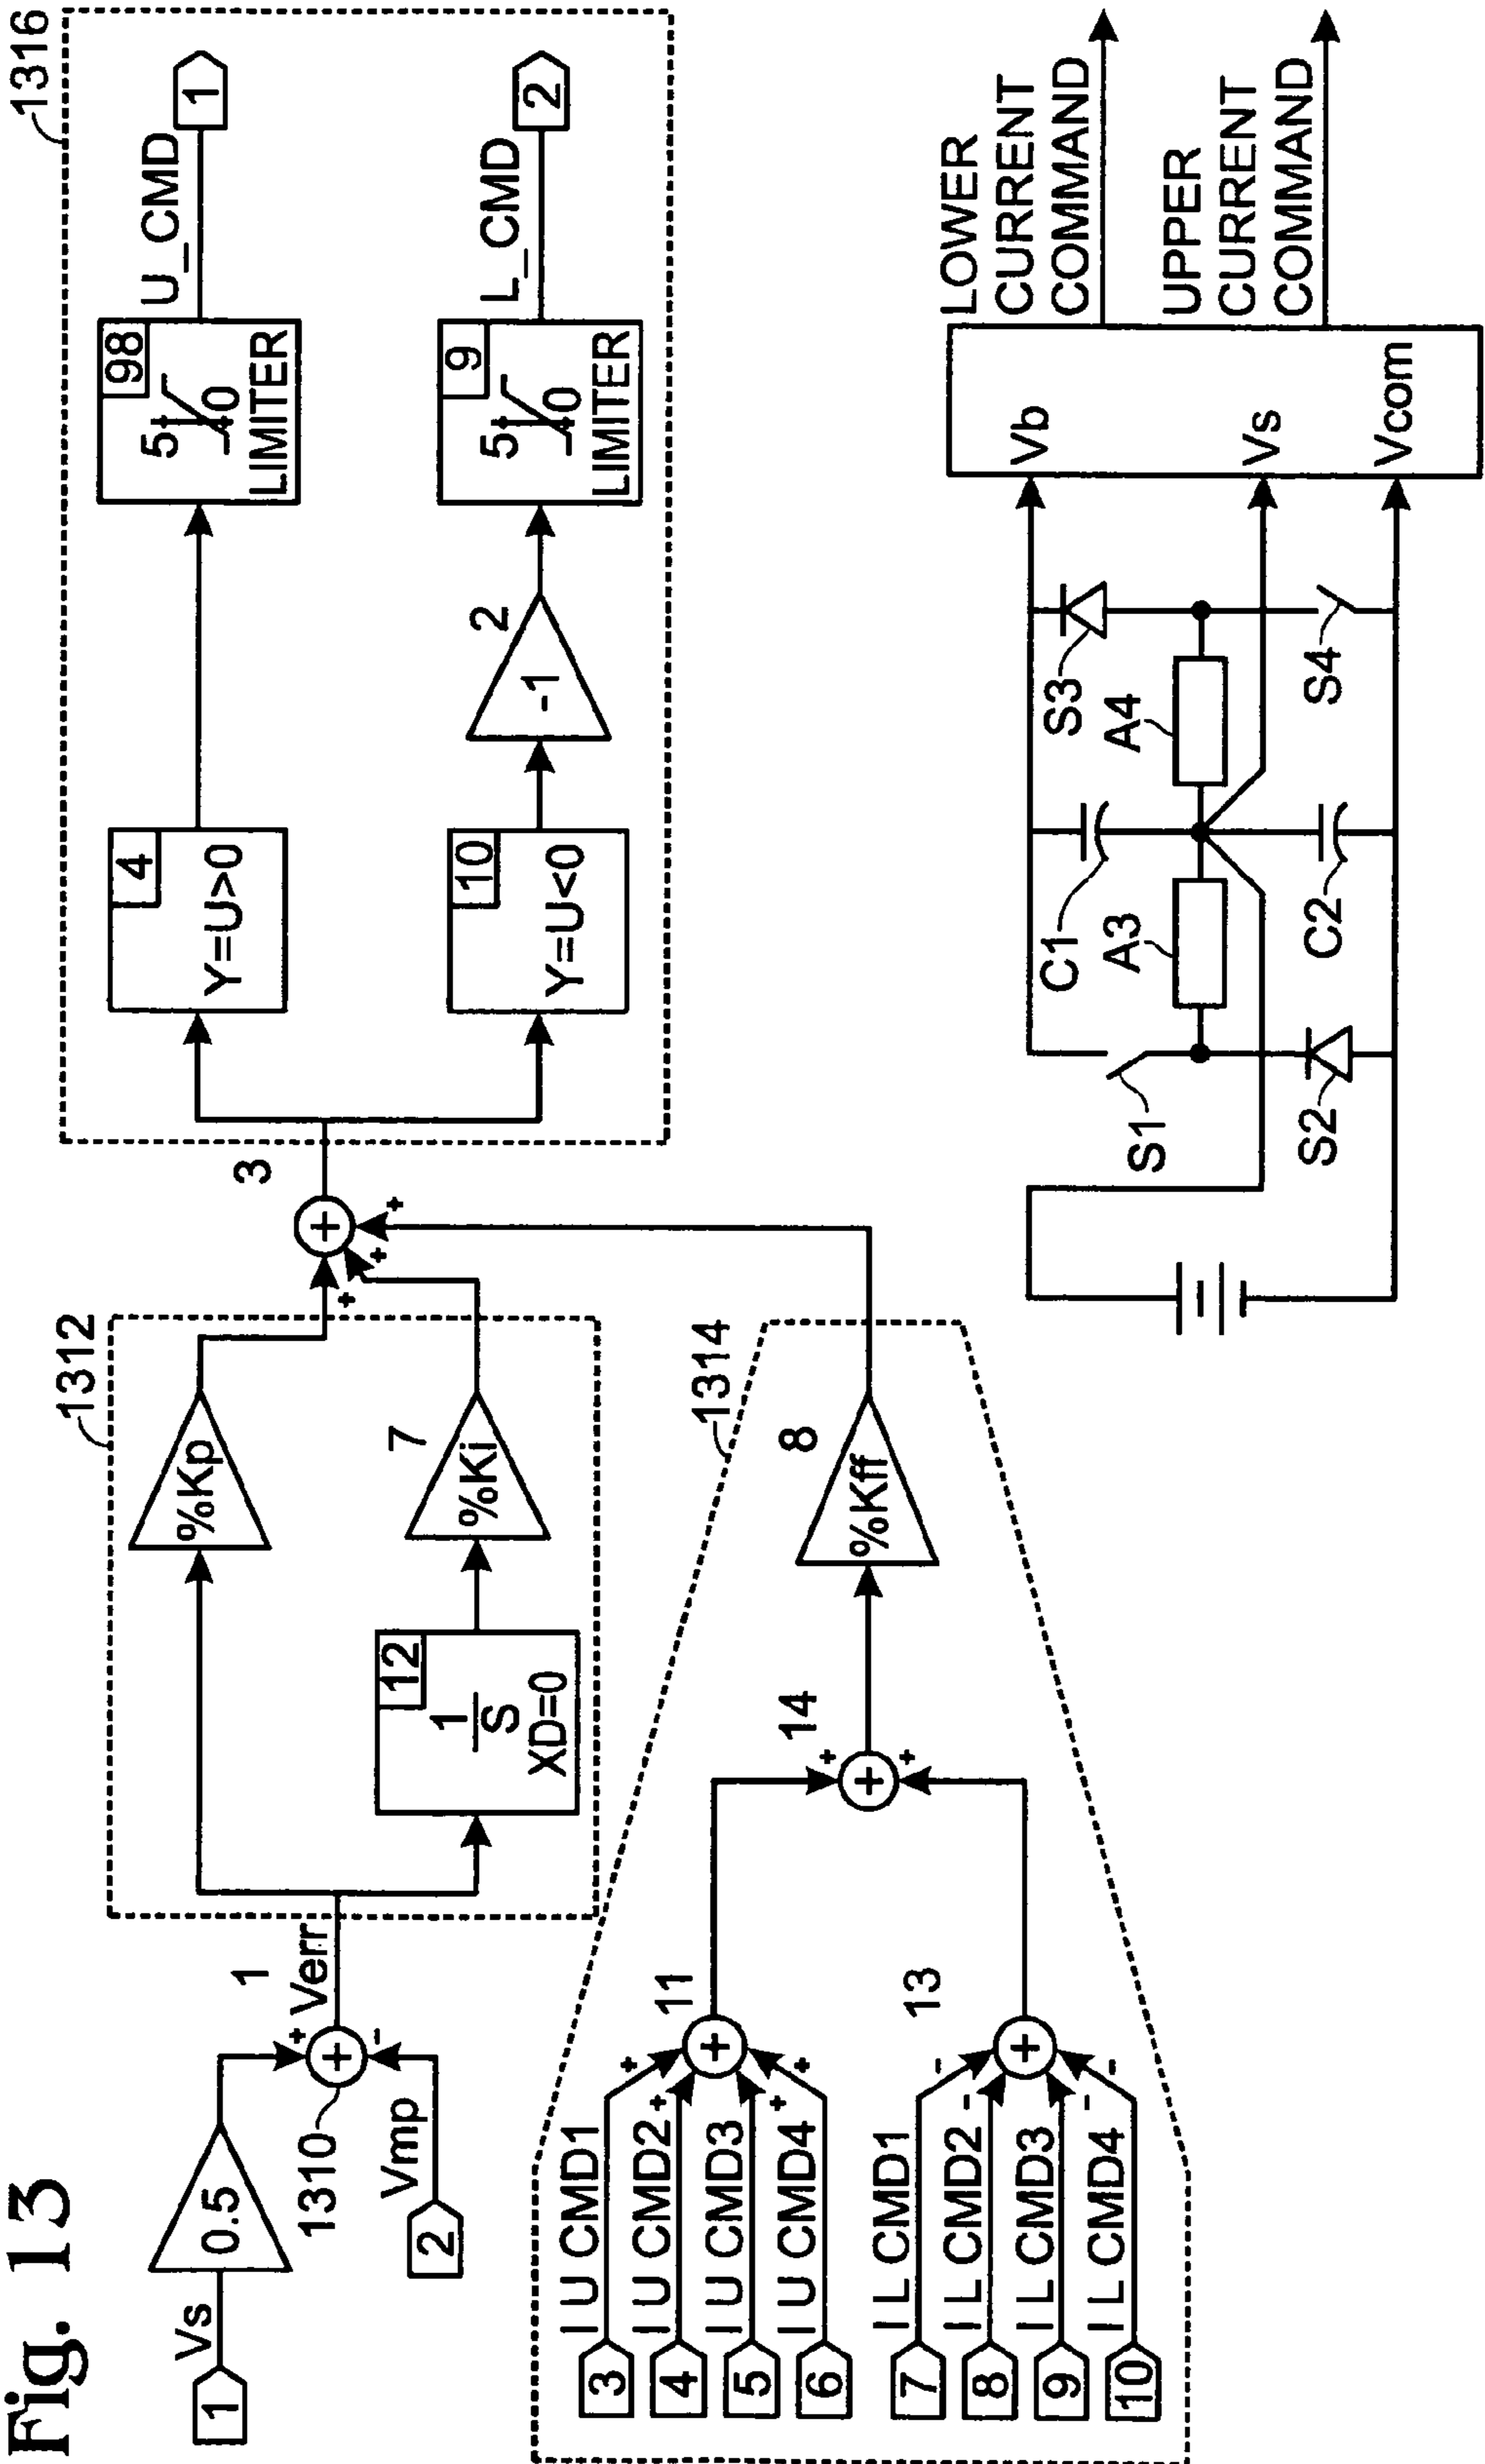 Fig. 13
Vs
1
0.5
1310
Vmp
2
1
Verr
1312
%Kp
12
1
S
XD=0
7
%Ki
3
1316
4
Y=U>0
98
5
0
LIMITER
U_CMD
1
10
Y=U<0
2
-1
9
5
0
LIMITER
L_CMD
2
1314
3
I U CMD1
4
I U CMD2
5
I U CMD3
6
I U CMD4
7
I L CMD1
8
I L CMD2
9
I L CMD3
10
I L CMD4
11
13
14
8
%Kff
S1
S2
C1
A3
C2
S3
A4
S4
Vb
Vs
Vcom
LOWER
CURRENT
COMMAND
UPPER
CURRENT
COMMAND